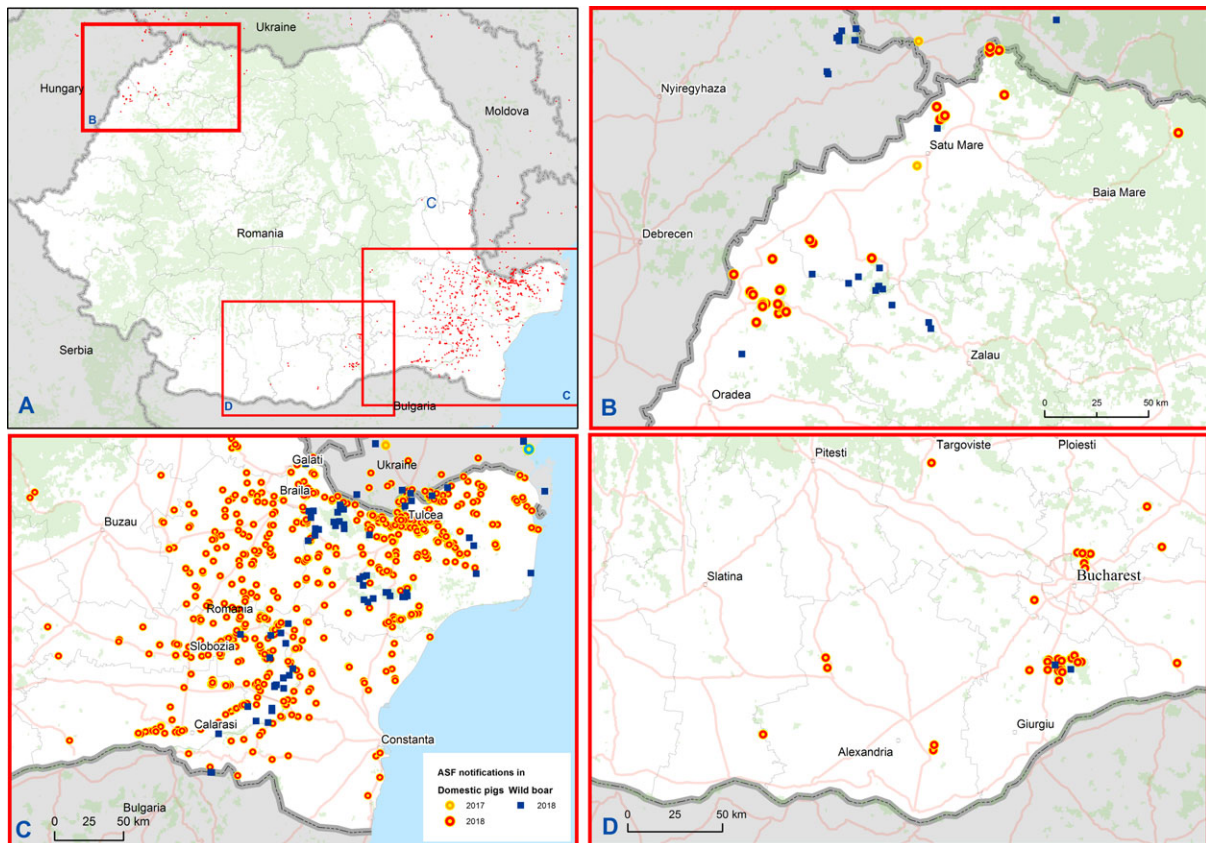 Ukraine
Hungary
B
Moldova
C
Romania
Serbia
A
D
Bulgaria
C
Nyiregyhaza
Satu Mare
Baia Mare
Debrecen
Zalau
Oradea
0 25 50 km
B
Galati
Ukraine
Braila
Tulcea
Buzau
Romania
Slobozia
Calarasi
Constanta
ASF notifications in
Domestic pigs Wild boar
2017 2018
2018
Bulgaria
0 25 50 km
C
Targoviste
Ploiesti
Pitesti
Bucharest
Slatina
Giurgiu
Alexandria
0 25 50 km
D